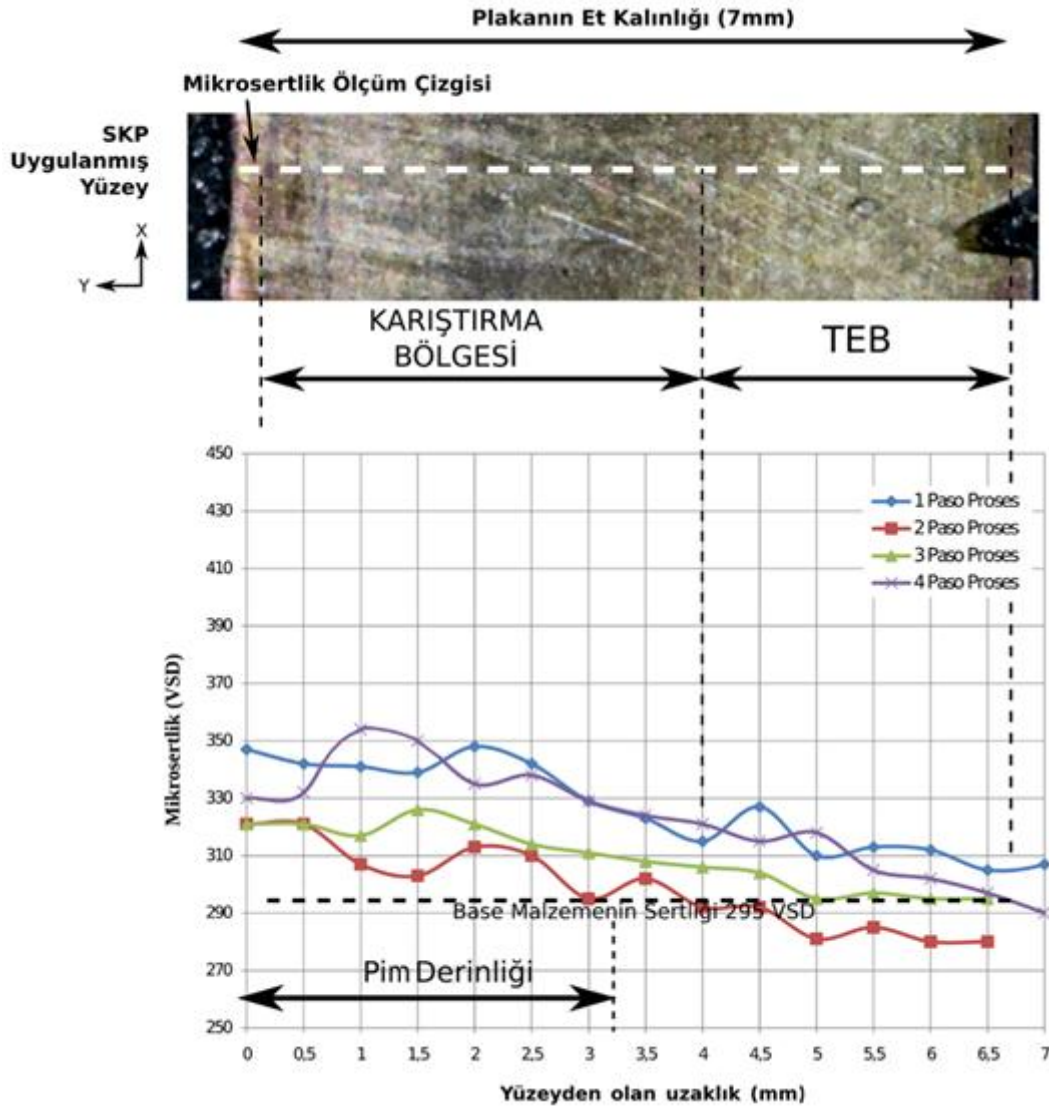 Plakanın Et Kalınlığı (7mm)
Mikrosertlik Ölçüm Çizgisi
SKP
Uygulanmış
Yüzey
X
Y
KARIŞTIRMA
BÖLGESİ
TEB
450
430
410
390
370
350
330
310
290
270
250
Mikrosertlik (VSD)
1 Paso Proses
2 Paso Proses
3 Paso Proses
4 Paso Proses
Base Malzemenin Sertliği 295 VSD
Pim Derinliği
0 0,5 1 1,5 2 2,5 3 3,5 4 4,5 5 5,5 6 6,5 7
Yüzeyden olan uzaklık (mm)